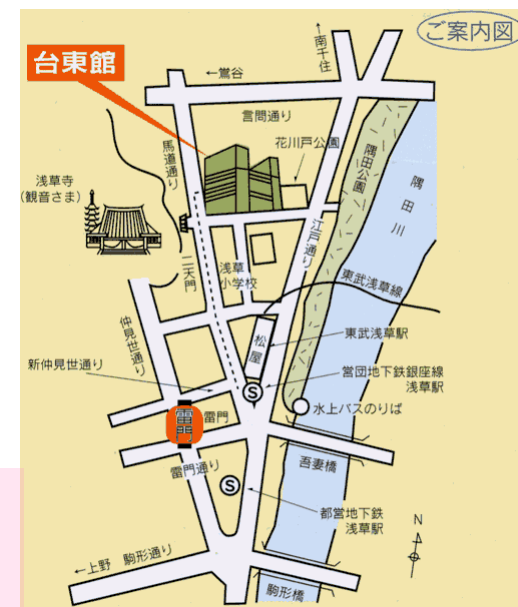 ご案内図
←南千住
台東館
←鶯谷
言問通り
花川戸公園
馬道通り
隅田公園
隅田川
浅草寺
(観音さま)
江戸通り
二天門
浅草
小学校
東武浅草線
仲見世通り
松屋
東武浅草駅
新仲見世通り
営団地下鉄銀座線
浅草駅
S
水上バスのりば
雷門
雷門
吾妻橋
雷門通り
S
都営地下鉄
浅草駅
N
←上野 駒形通り
駒形橋